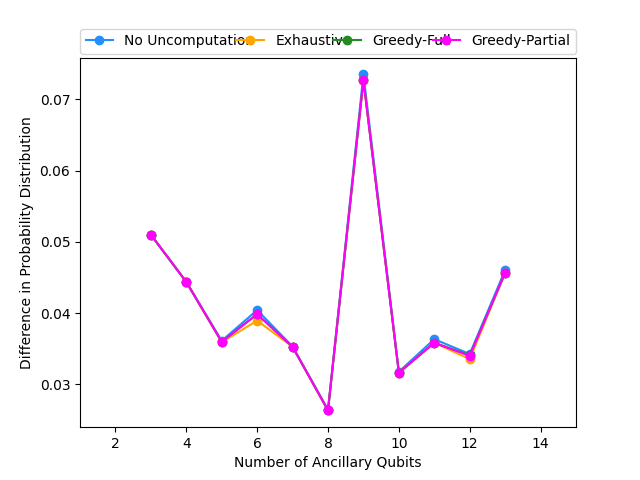 No Uncomputation Exhaustive Greedy-Full Greedy-Partial
0.07
0.06
0.05
0.04
0.03
Difference in Probability Distribution
2 4 6 8 10 12 14
Number of Ancillary Qubits